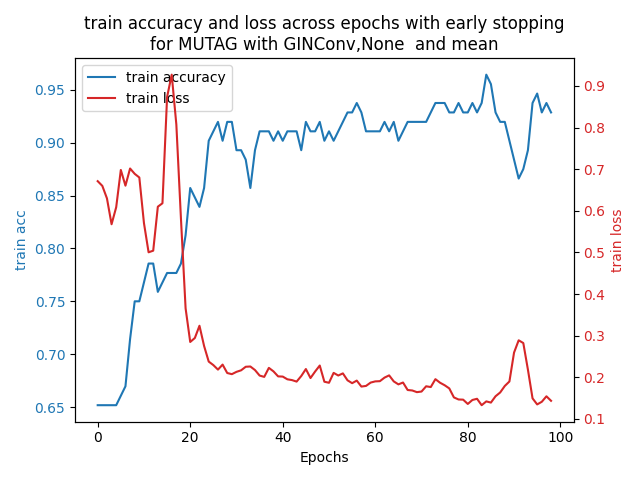 train accuracy and loss across epochs with early stopping
for MUTAG with GINConv,None  and mean
train accuracy
train loss
train acc
0.95
0.90
0.85
0.80
0.75
0.70
0.65
0.9
0.8
0.7
0.6
0.5
0.4
0.3
0.2
0.1
train loss
0 20 40 60 80 100
Epochs